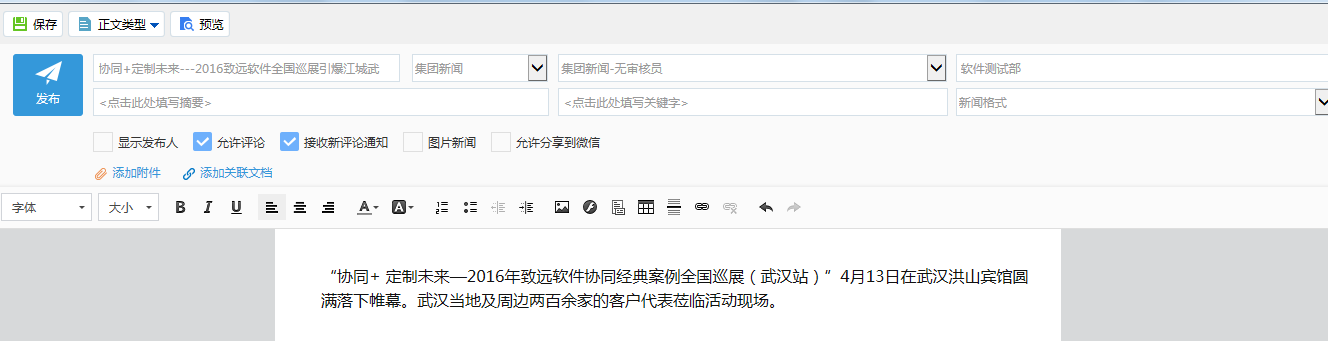 保存 正文类型 预览
发布
协同+定制未来---2016致远软件全国巡展引爆江城武 集团新闻 集团新闻-无审核员 软件测试部
<点击此处填写摘要> <点击此处填写关键字> 新闻格式
显示发布人 允许评论 接收新评论通知 图片新闻 允许分享到微信
添加附件 添加关联文档
字体 大小 B I U A A
“协同+ 定制未来—2016年致远软件协同经典案例全国巡展（武汉站）”4月13日在武汉洪山宾馆圆
满落下帷幕。武汉当地及周边两百余家的客户代表莅临活动现场。